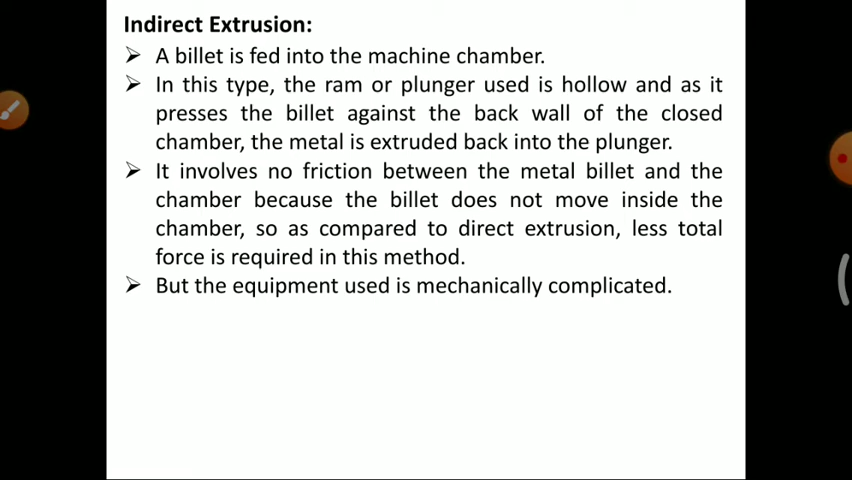 Indirect Extrusion:
➢ A billet is fed into the machine chamber.
➢ In this type, the ram or plunger used is hollow and as it
presses the billet against the back wall of the closed
chamber, the metal is extruded back into the plunger.
➢ It involves no friction between the metal billet and the
chamber because the billet does not move inside the
chamber, so as compared to direct extrusion, less total
force is required in this method.
➢ But the equipment used is mechanically complicated.